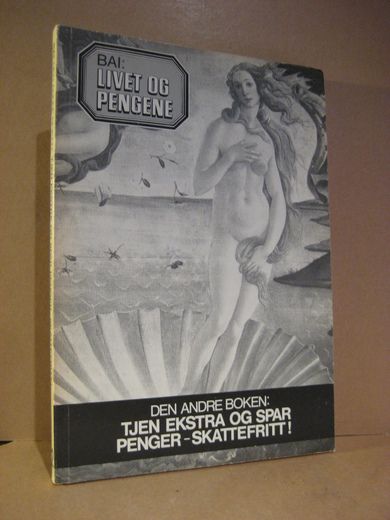 BAI:
LIVET OG
PENGENE
DEN ANDRE BOKEN:
TJEN EKSTRA OG SPAR
PENGER - SKATTEFRITT!